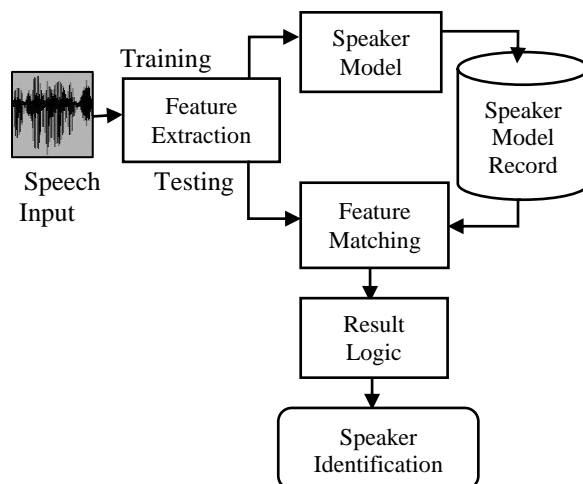 Training
Speaker
Model
Feature
Extraction
Speaker
Model
Record
Speech
Input
Testing
Feature
Matching
Result
Logic
Speaker
Identification